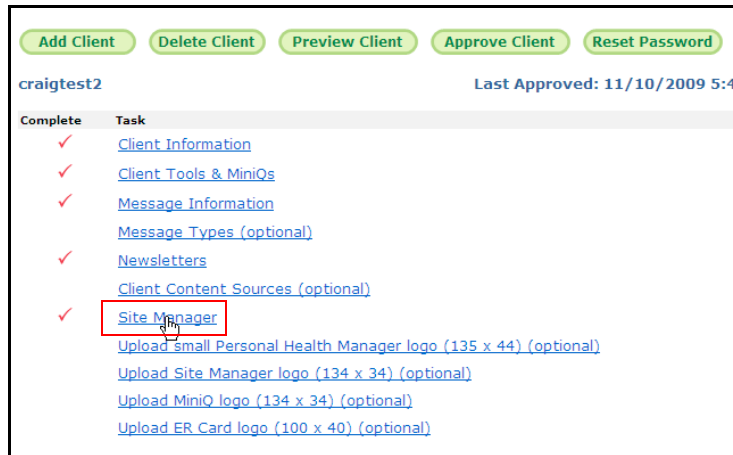 Add Client Delete Client Preview Client Approve Client Reset Password
craigtest2 Last Approved: 11/10/2009 5:4
Complete Task
Client Information
Client Tools & MiniQs
Message Information
Message Types (optional)
Newsletters
Client Content Sources (optional)
Site Manager
Upload small Personal Health Manager logo (135 x 44) (optional)
Upload Site Manager logo (134 x 34) (optional)
Upload MiniQ logo (134 x 34) (optional)
Upload ER Card logo (100 x 40) (optional)